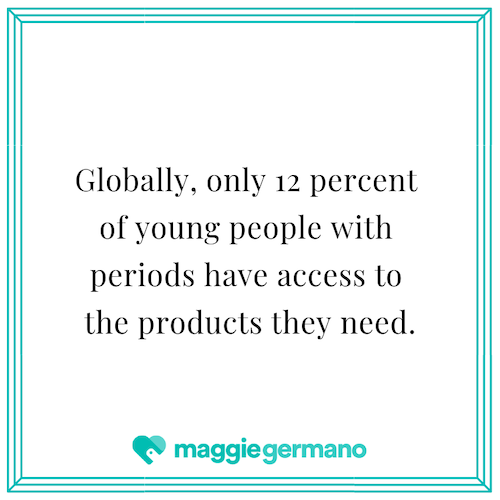 Globally, only 12 percent
of young people with
periods have access to
the products they need.
maggiegermano